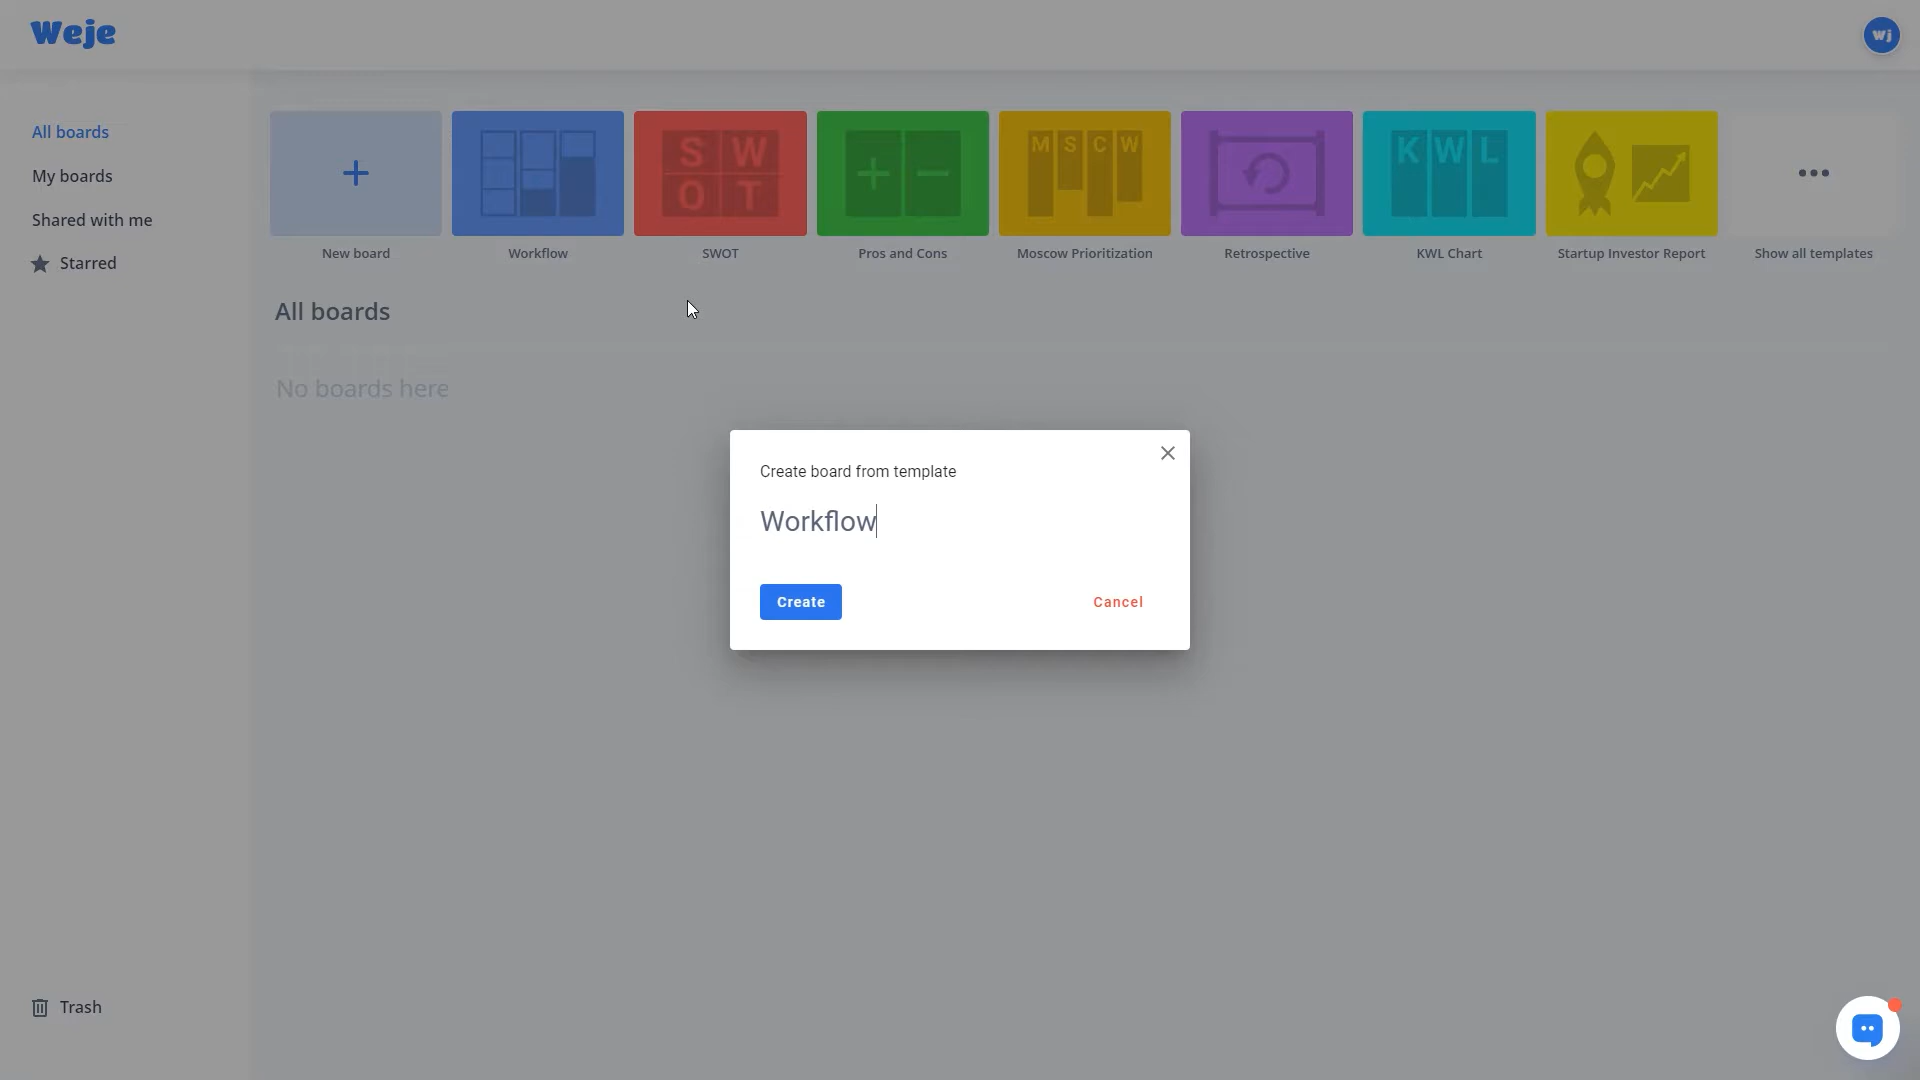 Weje
wj
All boards
My boards
Shared with me
Starred
Trash
S W
O T
M S C W
K W L
New board
Workflow
SWOT
Pros and Cons
Moscow Prioritization
Retrospective
KWL Chart
Startup Investor Report
Show all templates
All boards
No boards here
Create board from template
Workflow
Create
Cancel